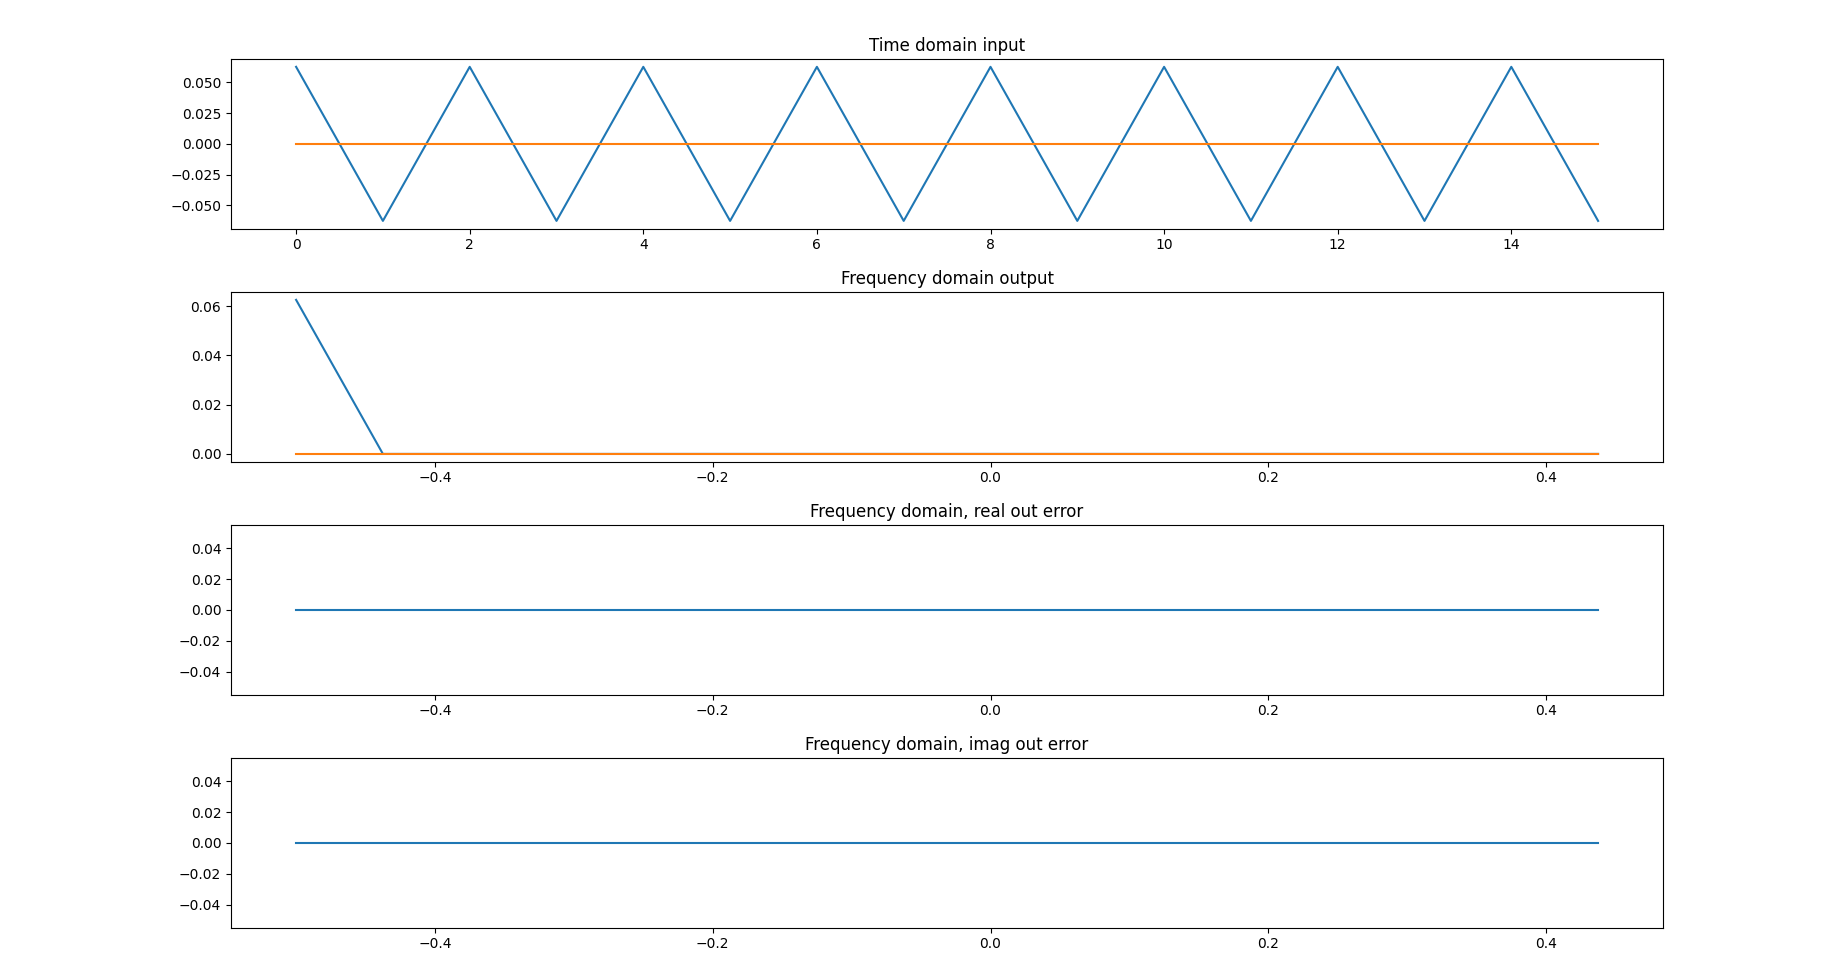 Time domain input
0.050
0.025
0.000
−0.025
−0.050
0 2 4 6 8 10 12 14
Frequency domain output
0.06
0.04
0.02
0.00
−0.4 −0.2 0.0 0.2 0.4
Frequency domain, real out error
0.04
0.02
0.00
−0.02
−0.04
−0.4 −0.2 0.0 0.2 0.4
Frequency domain, imag out error
0.04
0.02
0.00
−0.02
−0.04
−0.4 −0.2 0.0 0.2 0.4